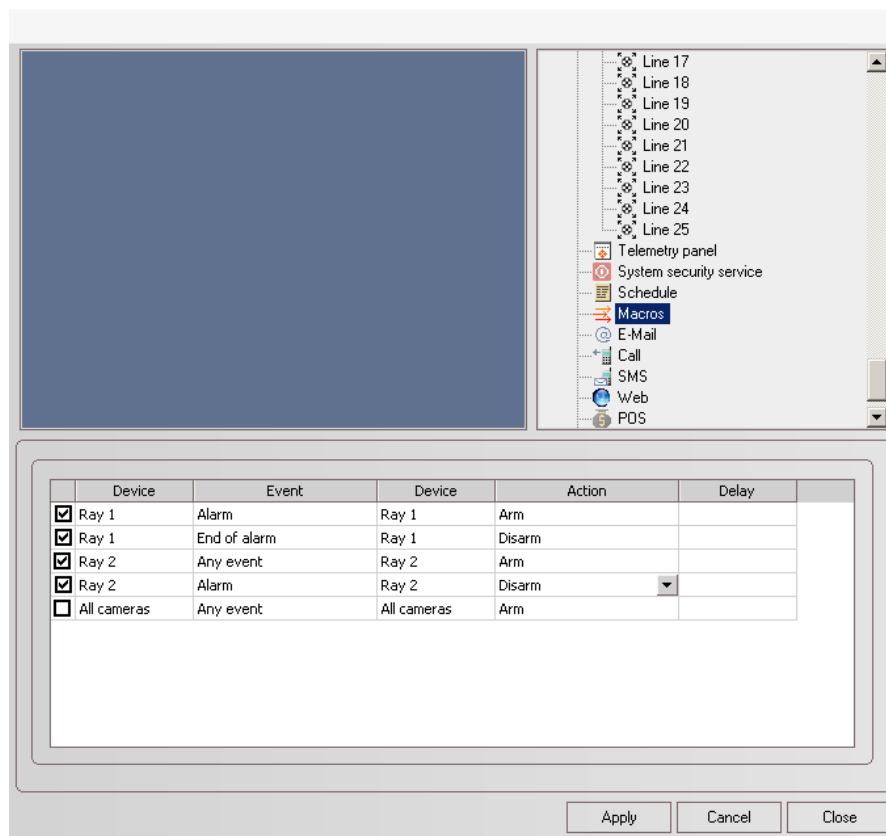 Line 17
Line 18
Line 19
Line 20
Line 21
Line 22
Line 23
Line 24
Line 25
Telemetry panel
System security service
Schedule
Macros
E-Mail
Call
SMS
Web
POS
Device Event Device Action Delay
Ray 1 Alarm Ray 1 Arm
Ray 1 End of alarm Ray 1 Disarm
Ray 2 Any event Ray 2 Arm
Ray 2 Alarm Ray 2 Disarm
All cameras Any event All cameras Arm
Apply Cancel Close